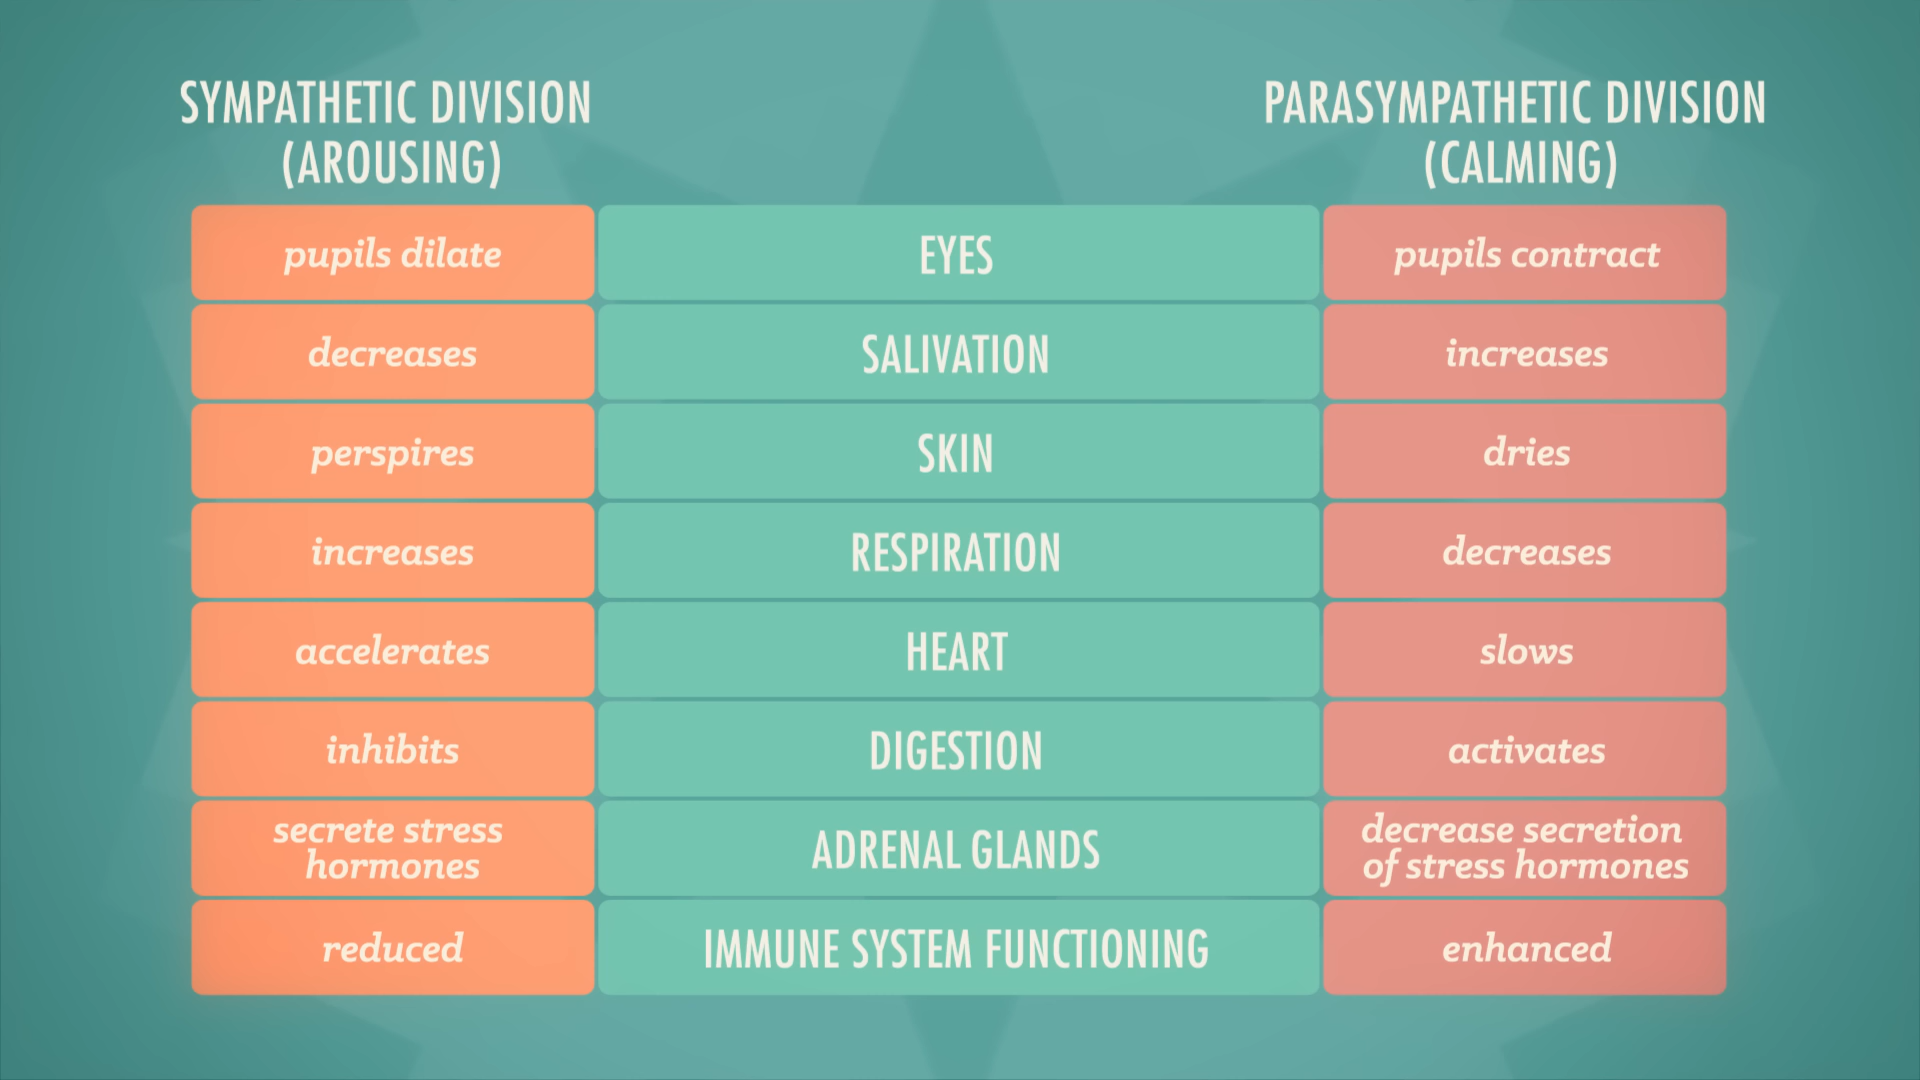 SYMPATHETIC DIVISION
(AROUSING)
PARASYMPATHETIC DIVISION
(CALMING)
pupils dilate
EYES
pupils contract
decreases
SALIVATION
increases
perspires
SKIN
dries
increases
RESPIRATION
decreases
accelerates
HEART
slows
inhibits
DIGESTION
activates
secrete stress
hormones
ADRENAL GLANDS
decrease secretion
of stress hormones
reduced
IMMUNE SYSTEM FUNCTIONING
enhanced